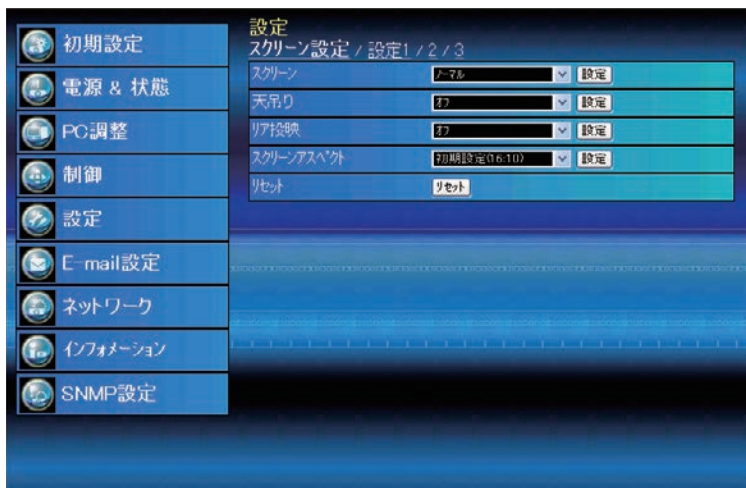 初期設定
電源 & 状態
PC調整
制御
設定
E-mail設定
ネットワーク
インフォメーション
SNMP設定
設定
スクリーン設定 / 設定1 / 2 / 3
スクリーン ノーマル 設定
天吊り オフ 設定
リア投映 オフ 設定
スクリーンアスペクト 初期設定(16:10) 設定
リセット リセット